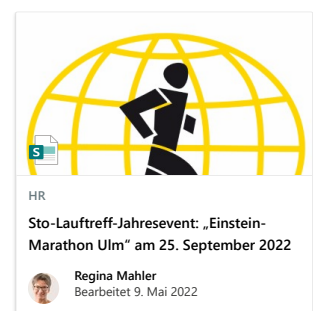 S
HR
Sto-Lauftreff-Jahresevent: „Einstein-
Marathon Ulm“ am 25. September 2022
Regina Mahler
Bearbeitet 9. Mai 2022